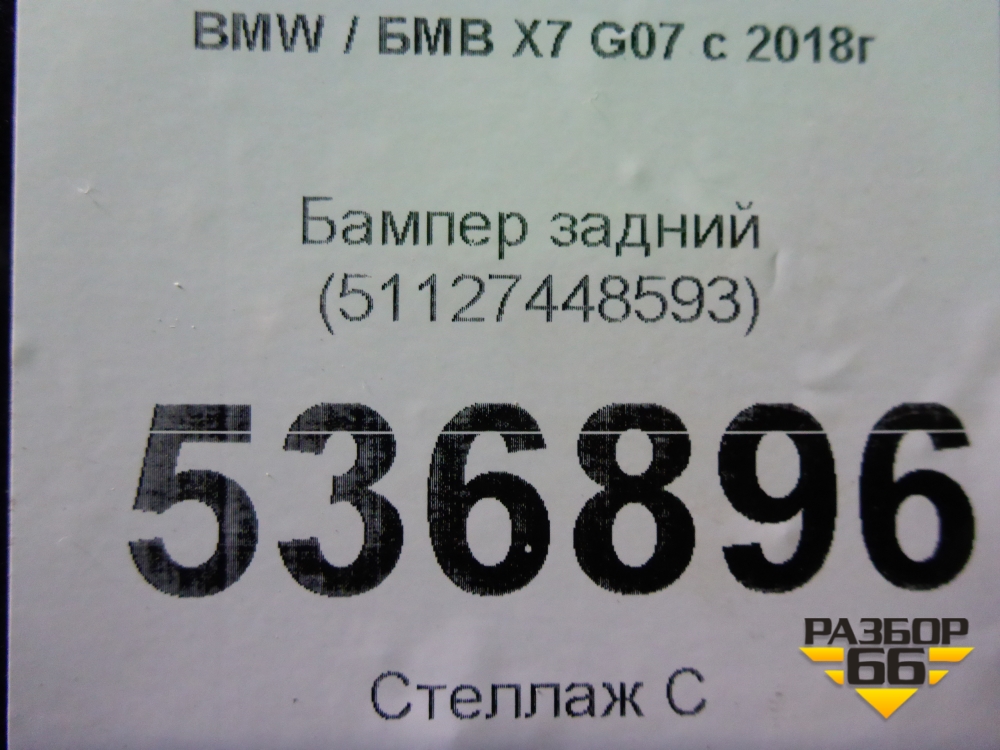 BMW / БМВ X7 G07 с 2018г
Бампер задний
(51127448593)
536896
Стеллаж С
РАЗБОР
66